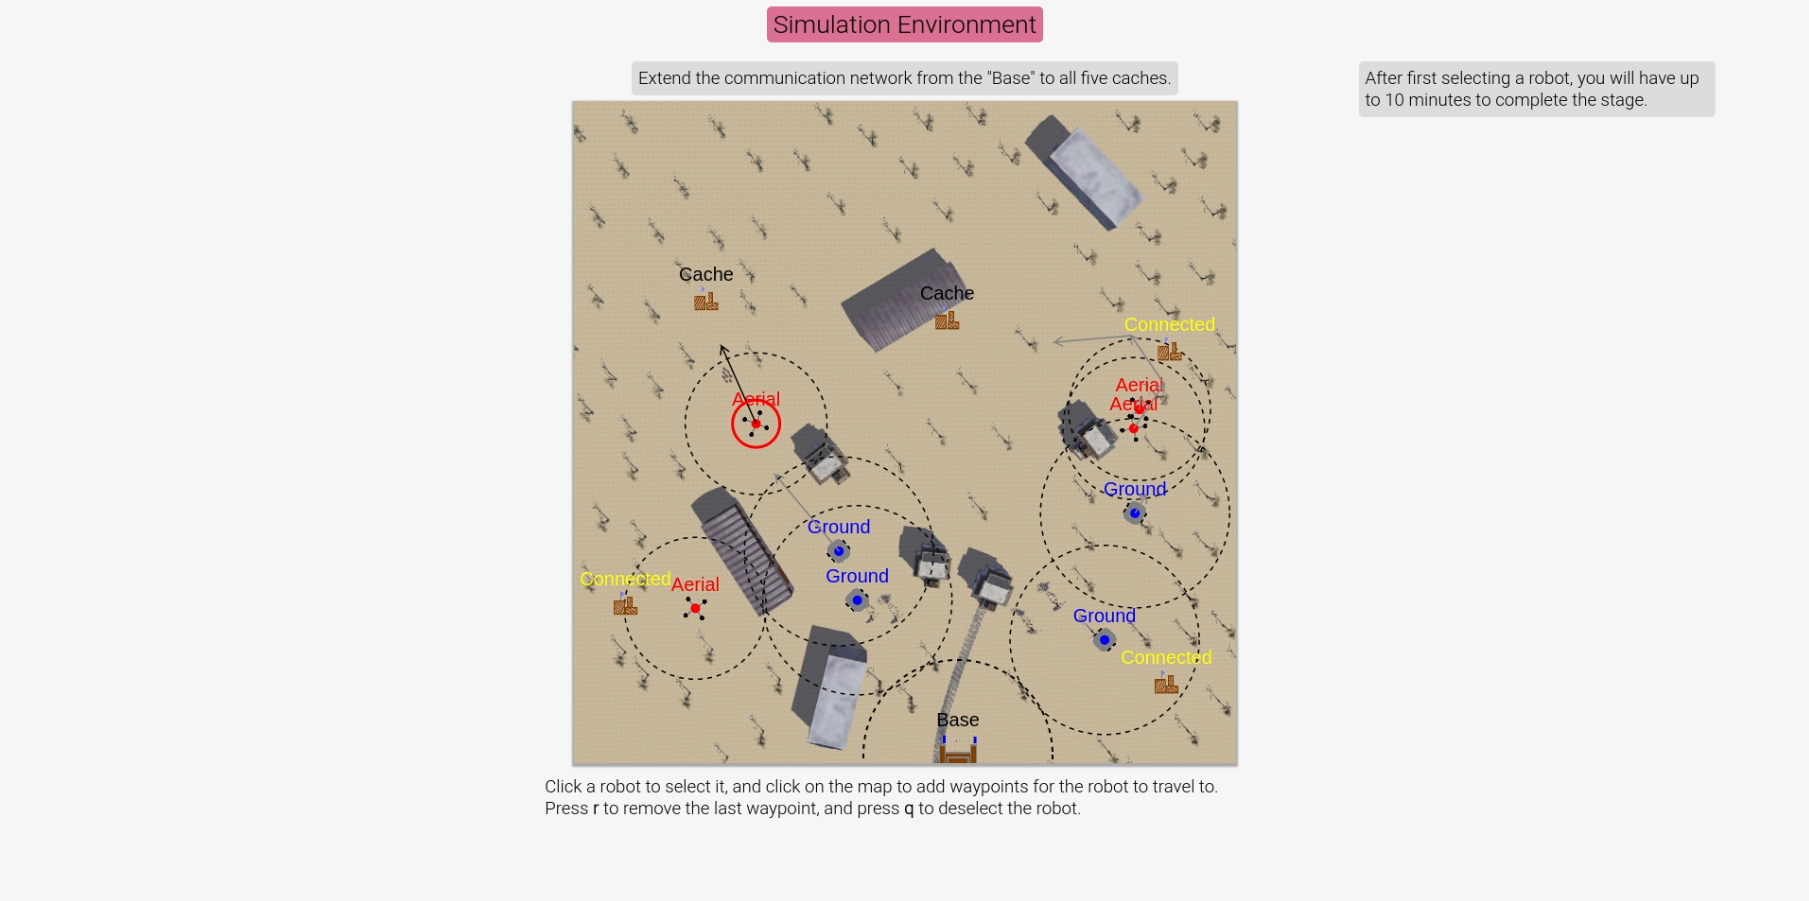 Simulation Environment
Extend the communication network from the "Base" to all five caches.
After first selecting a robot, you will have up
to 10 minutes to complete the stage.
Cache
Cache
Connected
Aerial
Aerial
Aerial
Ground
Ground
Connected
Aerial
Ground
Ground
Connected
Base
Click a robot to select it, and click on the map to add waypoints for the robot to travel to.
Press r to remove the last waypoint, and press q to deselect the robot.